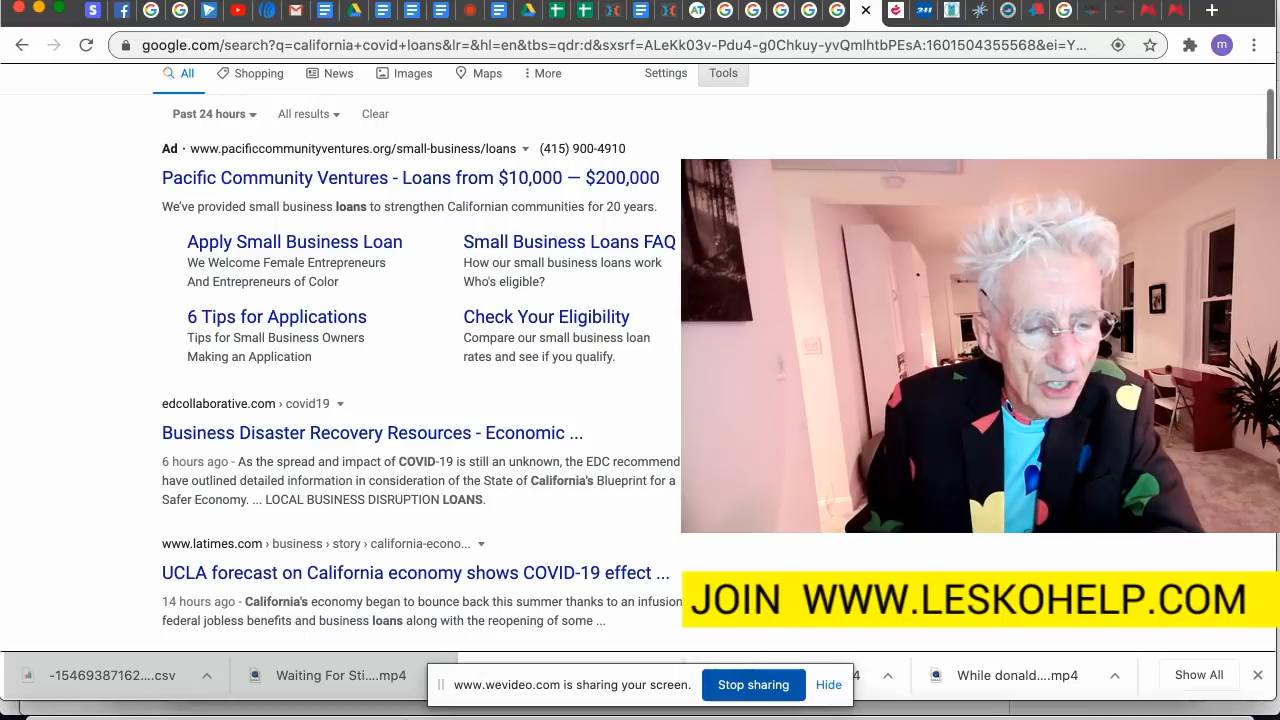 311
google.com/search?q=california+covid+loans&lr=&hl=en&tbs=qdr:d&sxsrf=ALeKk03v-Pdu4-g0Chkuy-yvQmlhtbPEsA:1601504355568&ei=Y...
m
All Shopping News Images Maps More Settings Tools
Past 24 hours All results Clear
Ad · www.pacificcommunityventures.org/small-business/loans (415) 900-4910
Pacific Community Ventures - Loans from $10,000 — $200,000
We've provided small business loans to strengthen Californian communities for 20 years.
Apply Small Business Loan
We Welcome Female Entrepreneurs
And Entrepreneurs of Color
Small Business Loans FAQ
How our small business loans work
Who's eligible?
6 Tips for Applications
Tips for Small Business Owners
Making an Application
Check Your Eligibility
Compare our small business loan
rates and see if you qualify.
edcollaborative.com › covid19
Business Disaster Recovery Resources - Economic ...
6 hours ago - As the spread and impact of COVID-19 is still an unknown, the EDC recommend
have outlined detailed information in consideration of the State of California's Blueprint for a
Safer Economy. ... LOCAL BUSINESS DISRUPTION LOANS.
www.latimes.com › business › story › california-econo...
UCLA forecast on California economy shows COVID-19 effect ...
14 hours ago - California's economy began to bounce back this summer thanks to an infusion
federal jobless benefits and business loans along with the reopening of some ...
JOIN WWW.LESKOHELP.COM
-15469387162....csv
Waiting For Sti....mp4
www.wevideo.com is sharing your screen.
Stop sharing
Hide
4
While donald....mp4
Show All